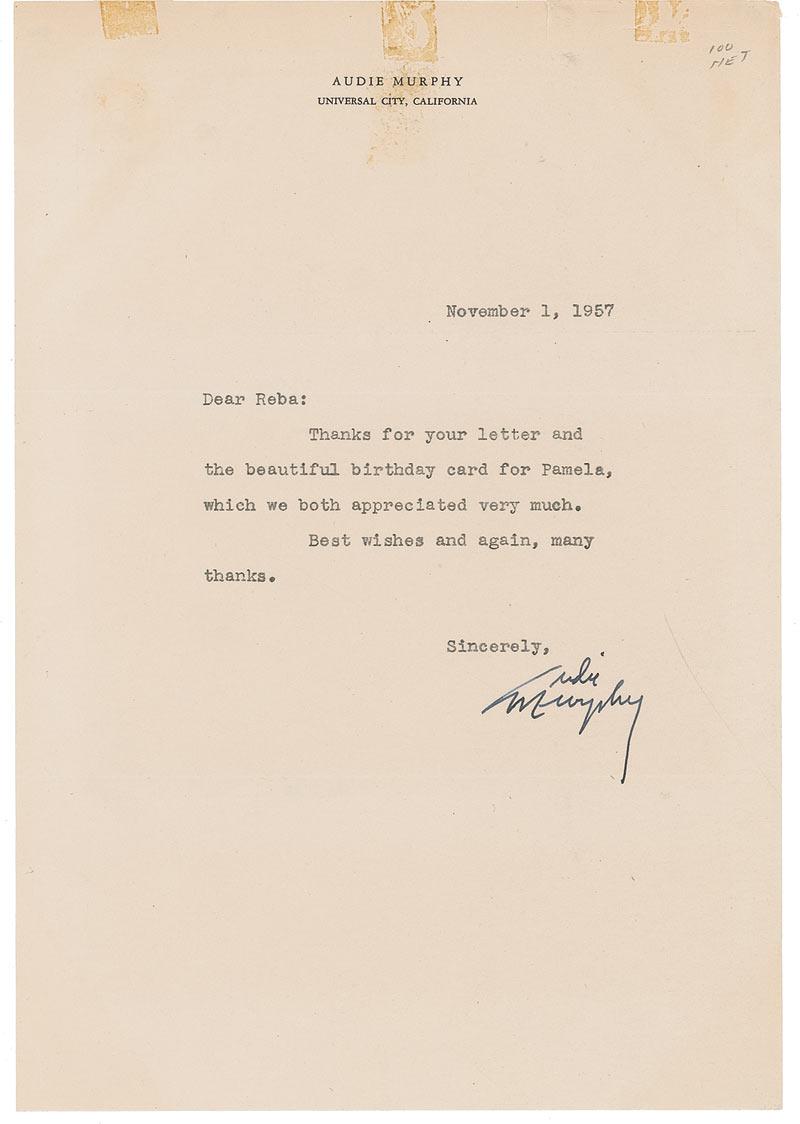 100
NET
AUDIE MURPHY
UNIVERSAL CITY, CALIFORNIA
November 1, 1957
Dear Reba:
Thanks for your letter and
the beautiful birthday card for Pamela,
which we both appreciated very much.
Best wishes and again, many
thanks.
Sincerely,
Audie
Murphy